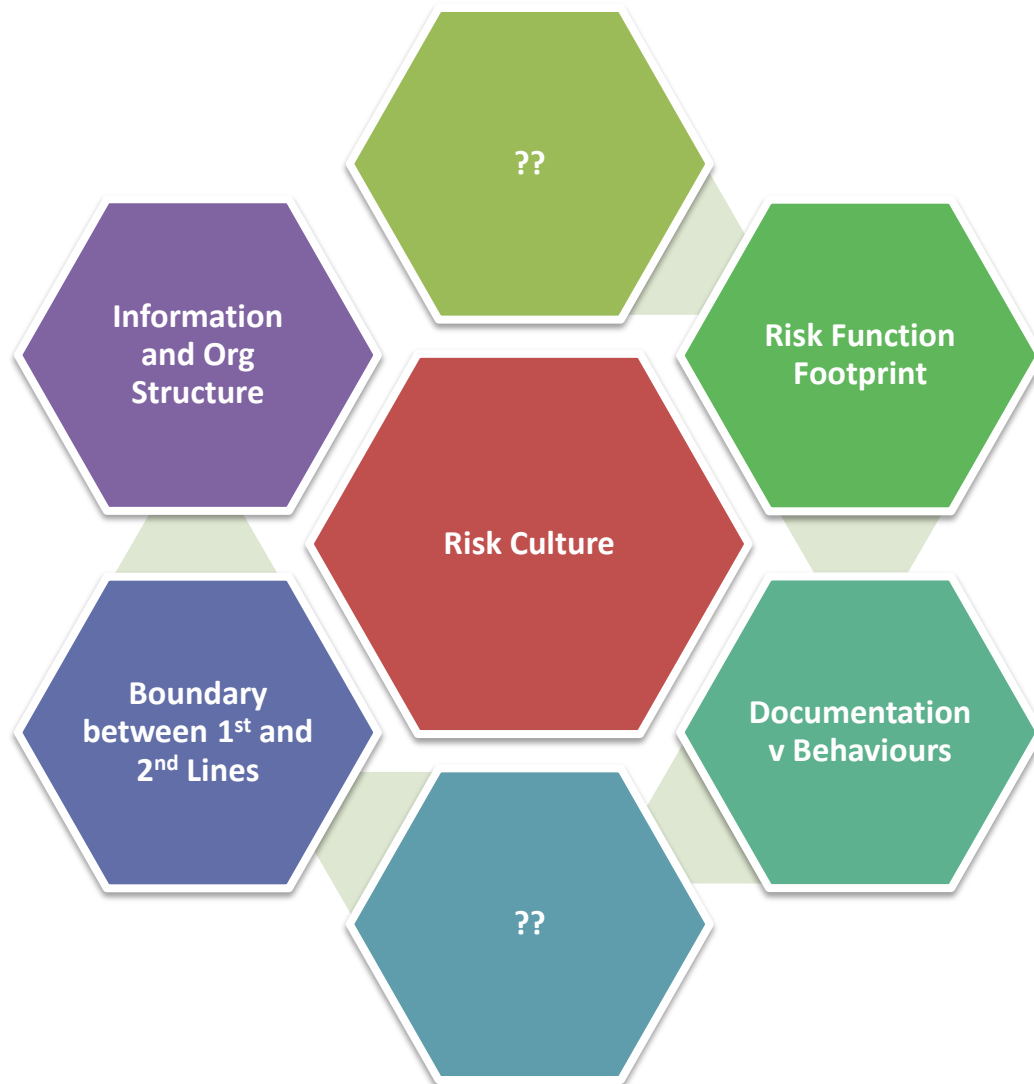 ??
Information
and Org
Structure
Risk Function
Footprint
Risk Culture
Boundary
between 1st and
2nd Lines
Documentation
v Behaviours
??